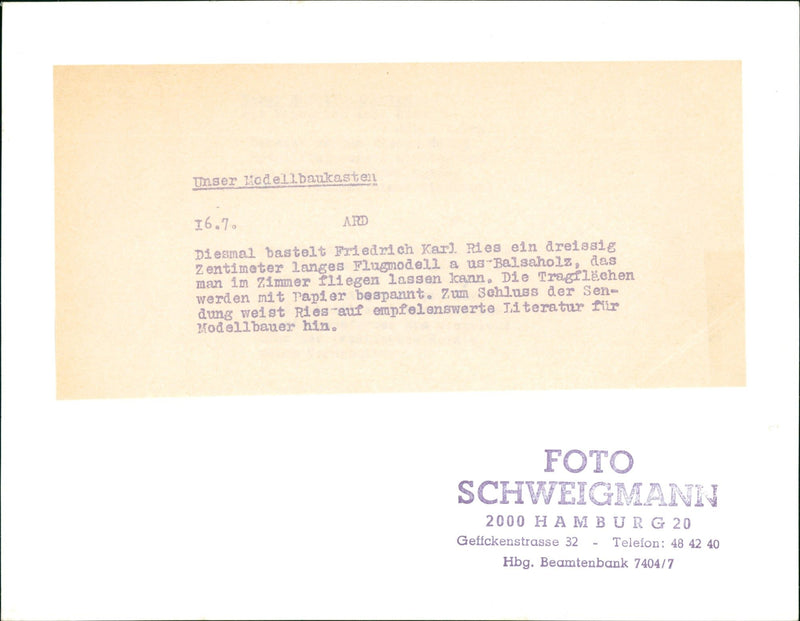 Unser Modellbaukasten
I6.7. ARD
Diesmal bastelt Friedrich Karl Ries ein dreissig
Zentimeter langes Flugmodell a us Balsaholz, das
man im Zimmer fliegen lassen kann. Die Tragflächen
werden mit Papier bespannt. Zum Schluss der Sen-
dung weist Ries auf empfelenswerte Literatur für
Modellbauer hin.
FOTO
SCHWEIGMANN
2000 HAMBURG 20
Geffckenstrasse 32 - Telefon: 48 42 40
Hbg. Beamtenbank 7404/7